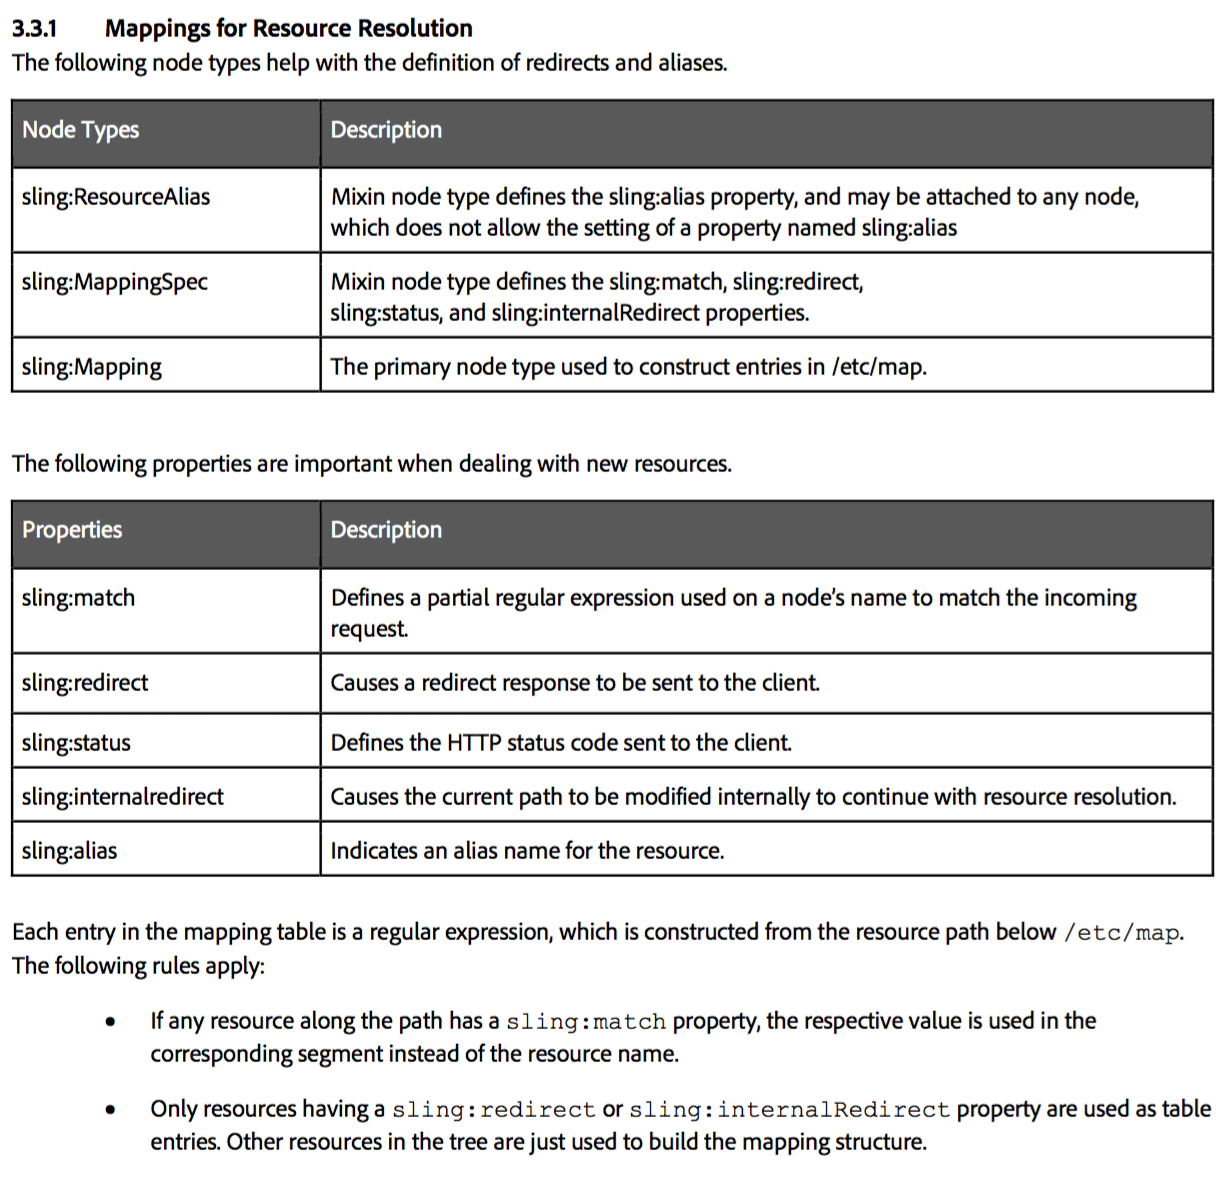 3.3.1 Mappings for Resource Resolution
The following node types help with the definition of redirects and aliases.
Node Types Description
sling:ResourceAlias Mixin node type defines the sling:alias property, and may be attached to any node,
which does not allow the setting of a property named sling:alias
sling:MappingSpec Mixin node type defines the sling:match, sling:redirect,
sling:status, and sling:internalRedirect properties.
sling:Mapping The primary node type used to construct entries in /etc/map.
The following properties are important when dealing with new resources.
Properties Description
sling:match Defines a partial regular expression used on a node's name to match the incoming
request.
sling:redirect Causes a redirect response to be sent to the client.
sling:status Defines the HTTP status code sent to the client.
sling:internalredirect Causes the current path to be modified internally to continue with resource resolution.
sling:alias Indicates an alias name for the resource.
Each entry in the mapping table is a regular expression, which is constructed from the resource path below /etc/map.
The following rules apply:
• If any resource along the path has a sling:match property, the respective value is used in the
corresponding segment instead of the resource name.
• Only resources having a sling:redirect or sling:internalRedirect property are used as table
entries. Other resources in the tree are just used to build the mapping structure.